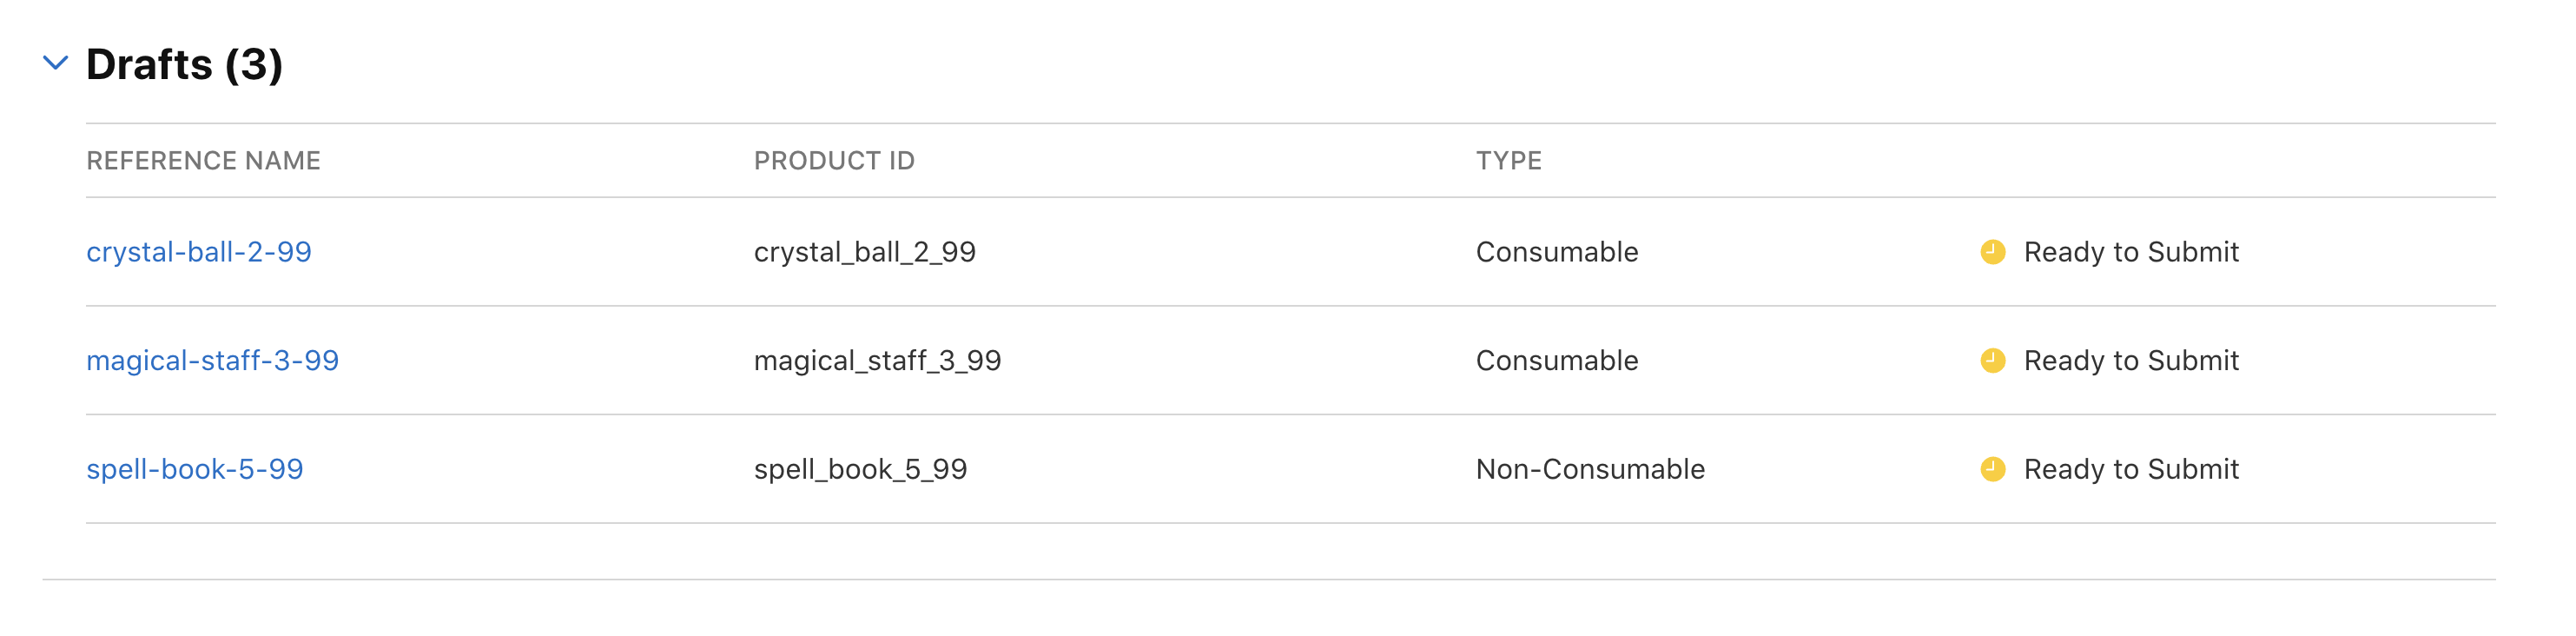 Drafts (3)
REFERENCE NAME PRODUCT ID TYPE
crystal-ball-2-99 crystal_ball_2_99 Consumable Ready to Submit
magical-staff-3-99 magical_staff_3_99 Consumable Ready to Submit
spell-book-5-99 spell_book_5_99 Non-Consumable Ready to Submit